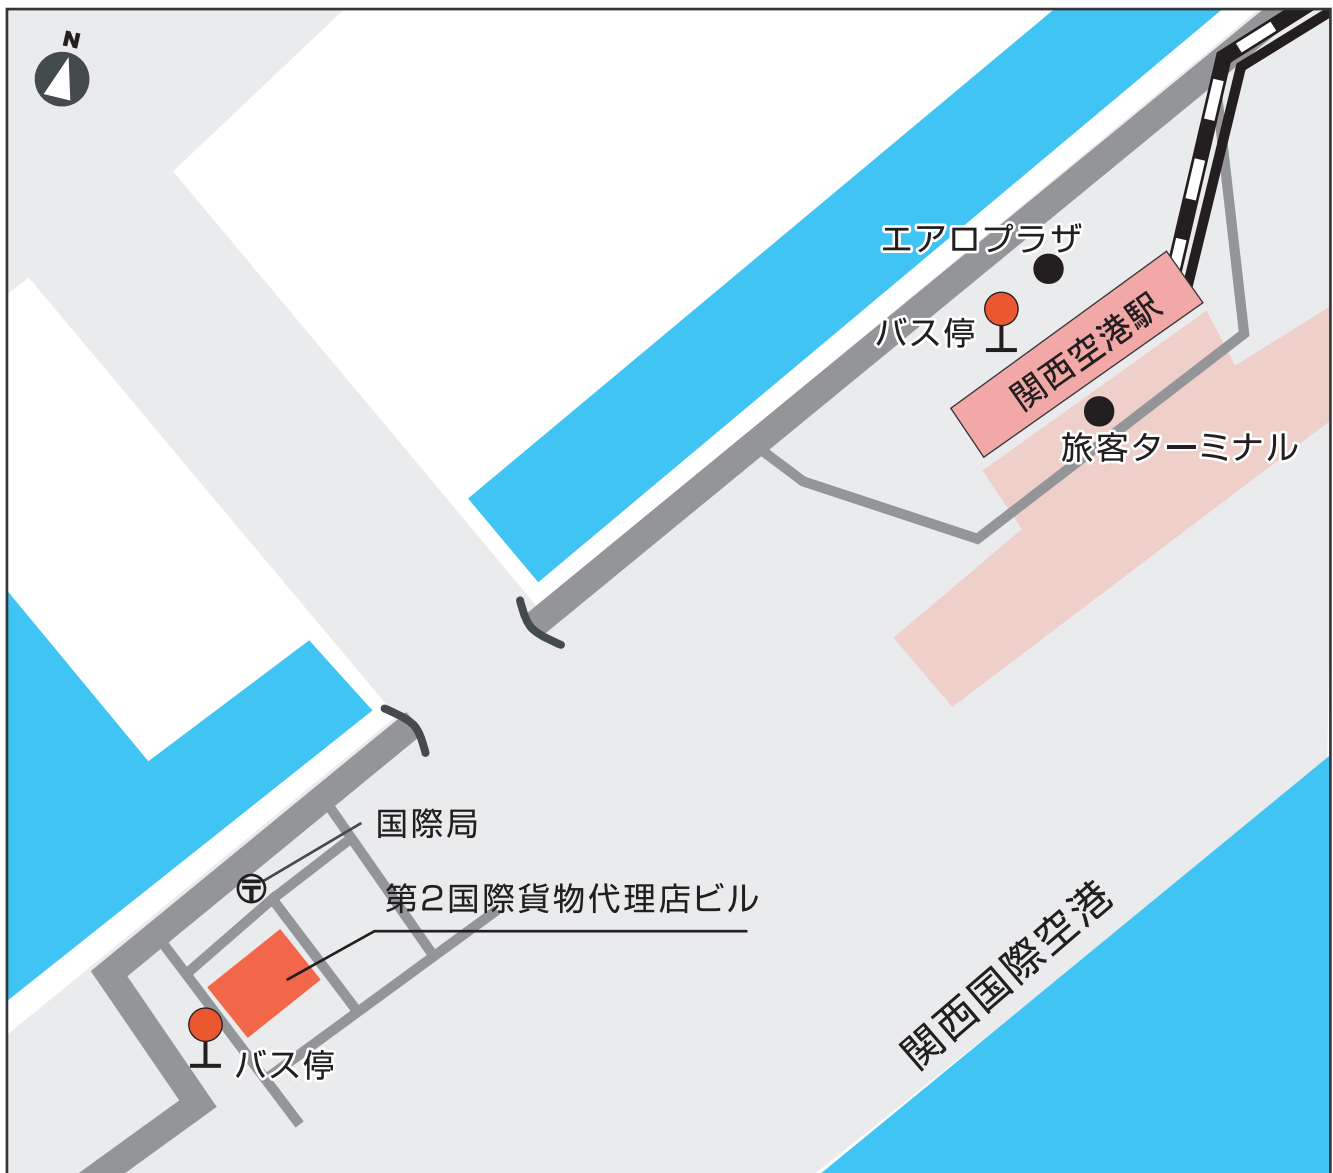 N
エアロプラザ
バス停
関西空港駅
旅客ターミナル
国際局
〒
第2国際貨物代理店ビル
関西国際空港
バス停